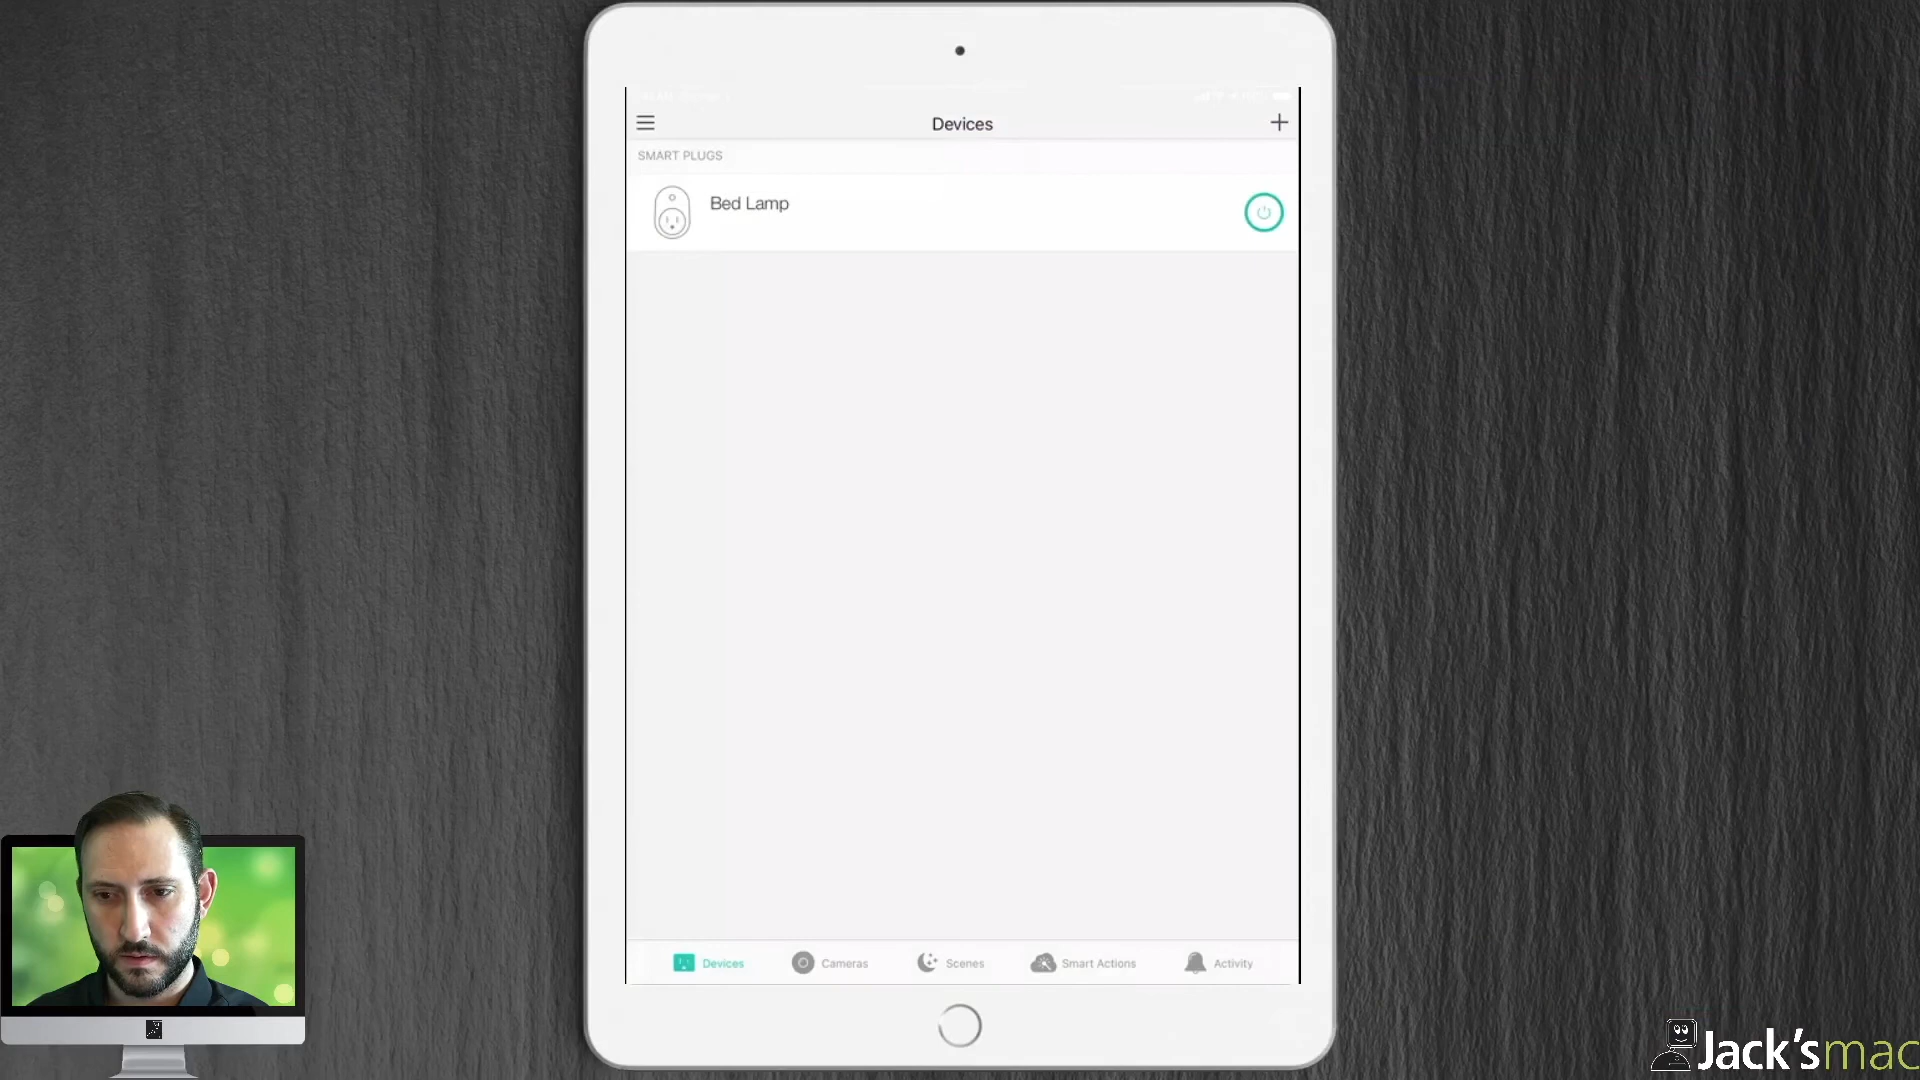 Devices
SMART PLUGS
Bed Lamp
Devices
Cameras
Scenes
Smart Actions
Activity
Jack'smac